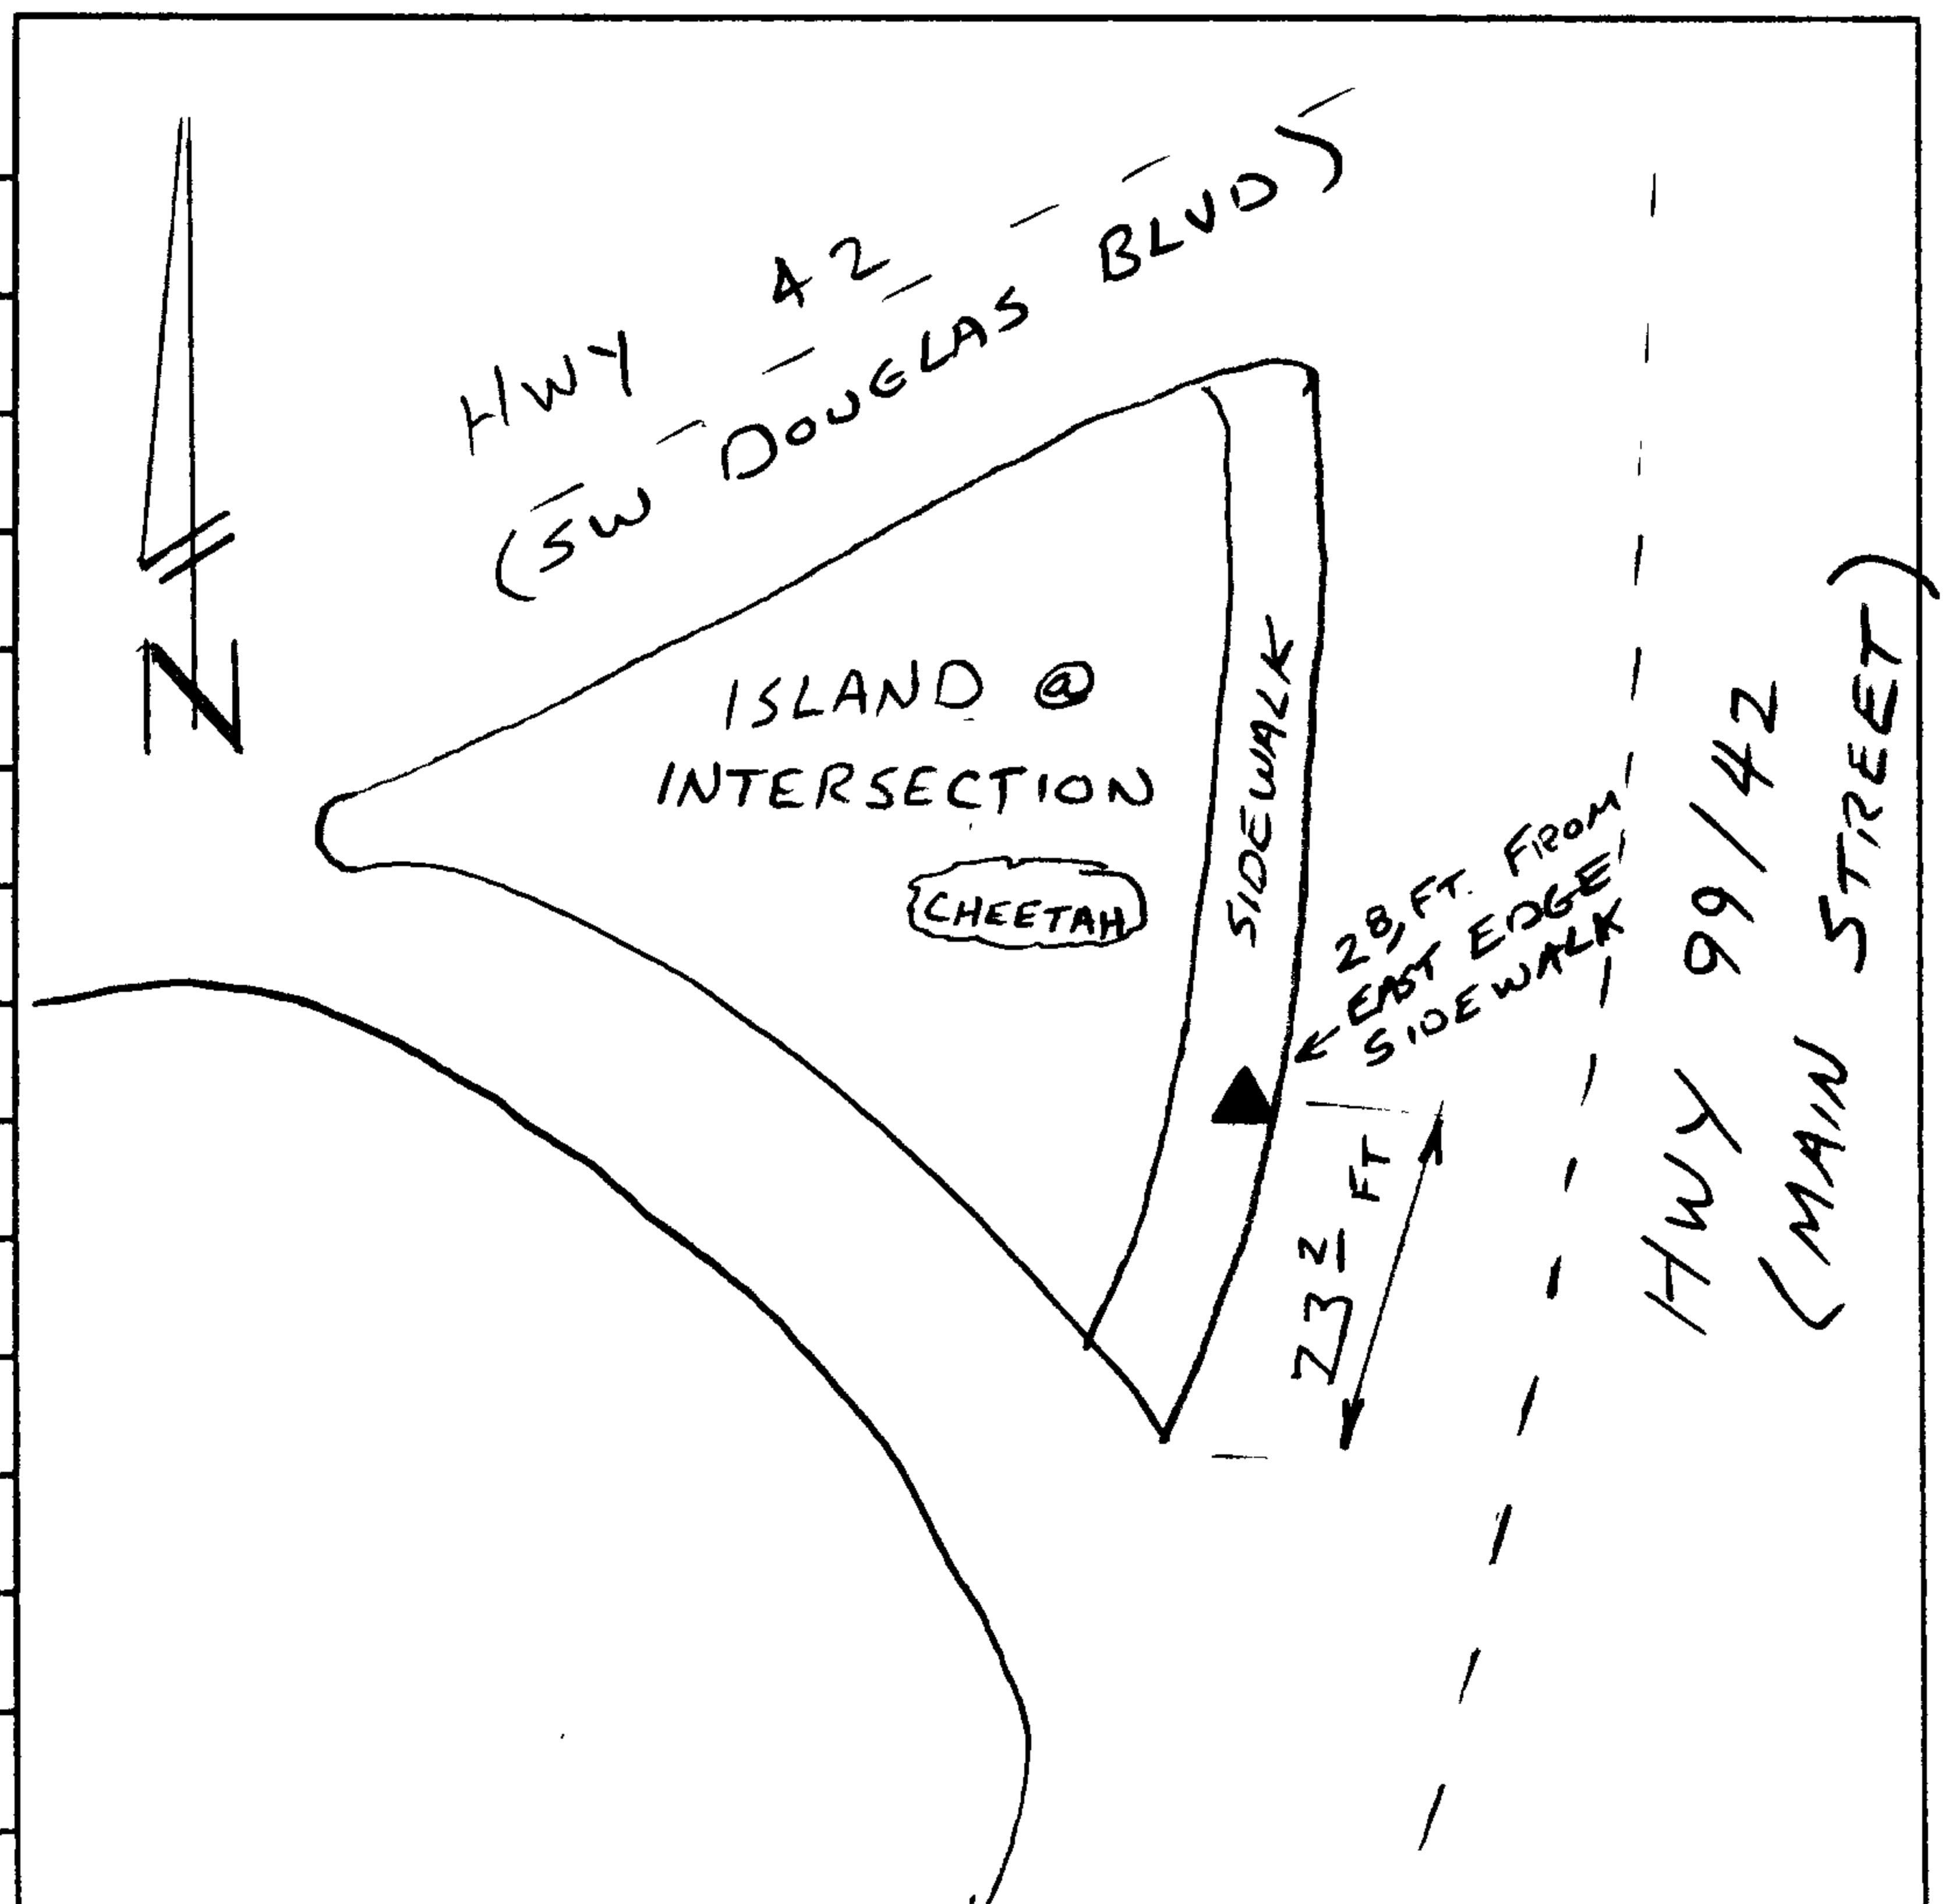 HWY 42
(SW DOUGLAS BLVD)
N
ISLAND @
INTERSECTION
CHEETAH
SIDEWALK
28, FT. FROM
EAST EDGE
SIDEWALK
23 2 FT
HWY 99/42
(MAIN STREET)